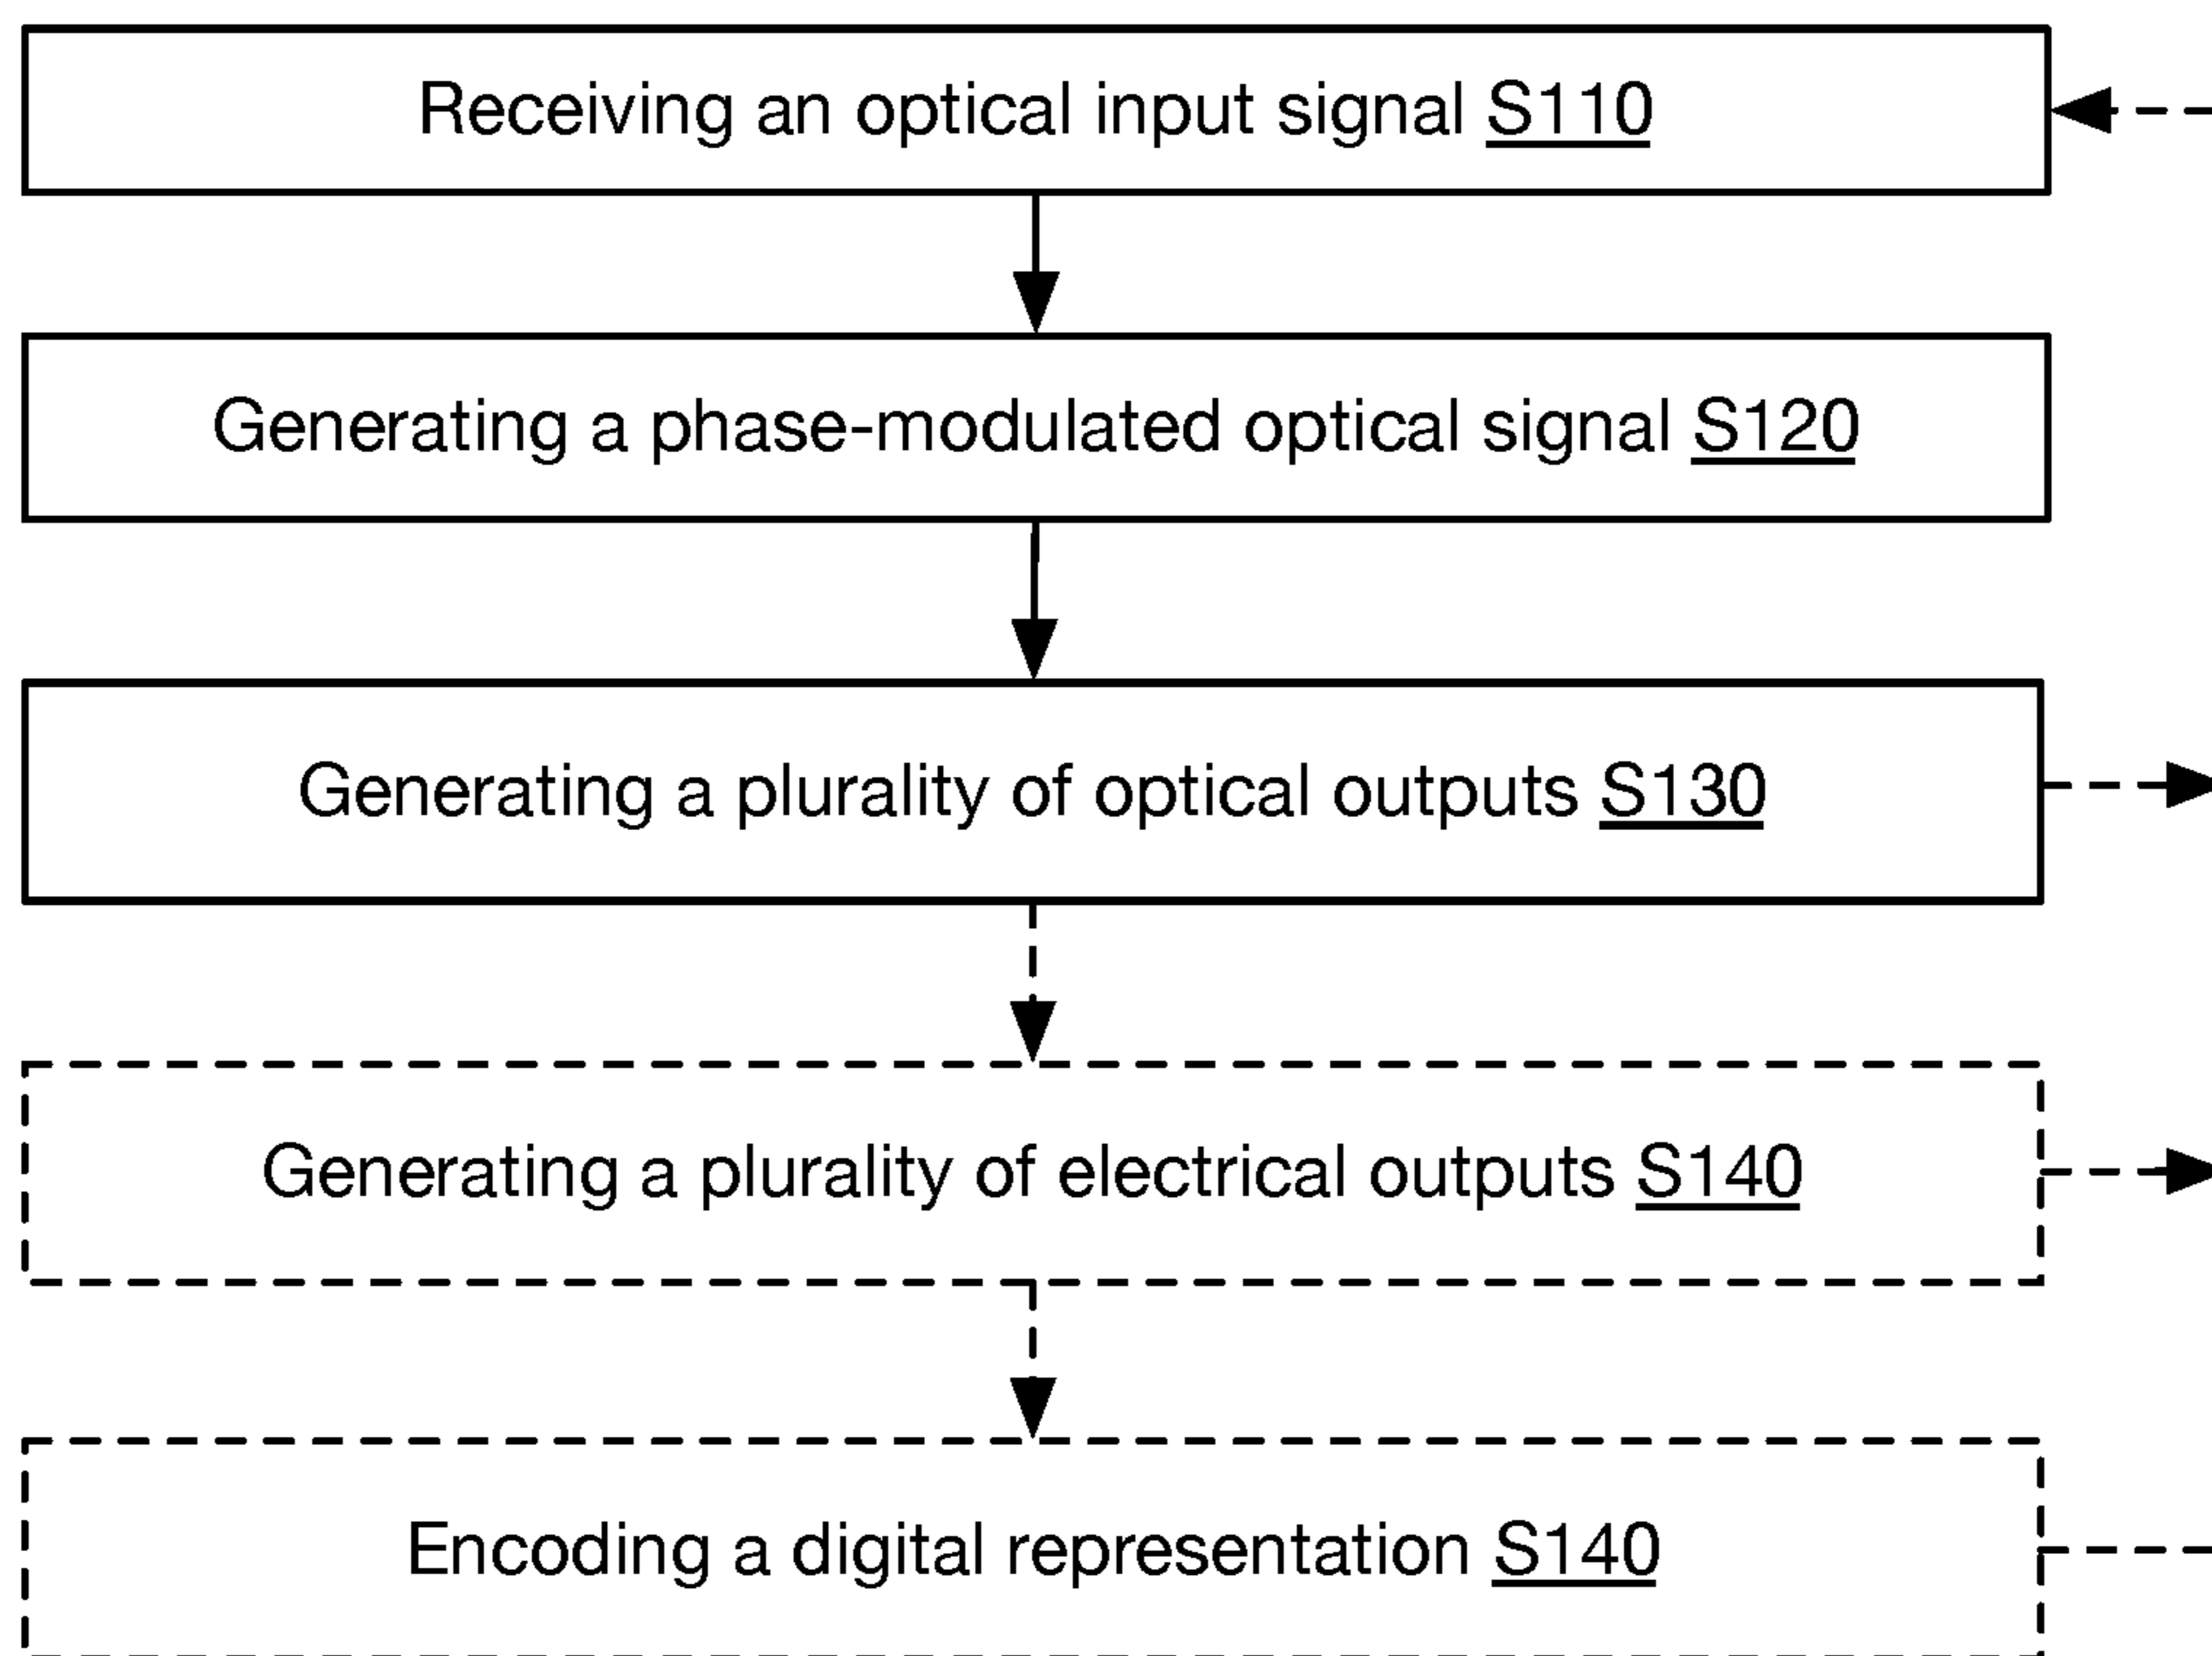 Receiving an optical input signal S110
Generating a phase-modulated optical signal S120
Generating a plurality of optical outputs S130
Generating a plurality of electrical outputs S140
Encoding a digital representation S140